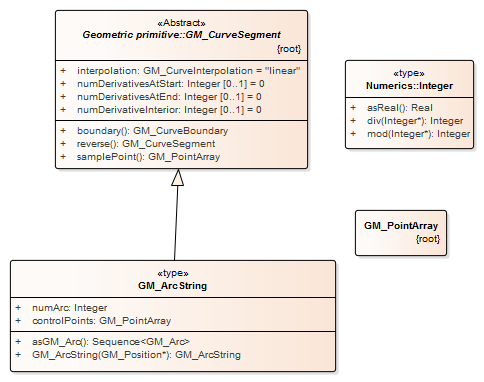 «Abstract»
Geometric primitive::GM_CurveSegment
{root}
+ interpolation: GM_CurveInterpolation = "linear"
+ numDerivativesAtStart: Integer [0..1] = 0
+ numDerivativesAtEnd: Integer [0..1] = 0
+ numDerivativeInterior: Integer [0..1] = 0
+ boundary(): GM_CurveBoundary
+ reverse(): GM_CurveSegment
+ samplePoint(): GM_PointArray
«type»
Numerics::Integer
+ asReal(): Real
+ div(Integer*): Integer
+ mod(Integer*): Integer
GM_PointArray
{root}
«type»
GM_ArcString
+ numArc: Integer
+ controlPoints: GM_PointArray
+ asGM_Arc(): Sequence<GM_Arc>
+ GM_ArcString(GM_Position*): GM_ArcString